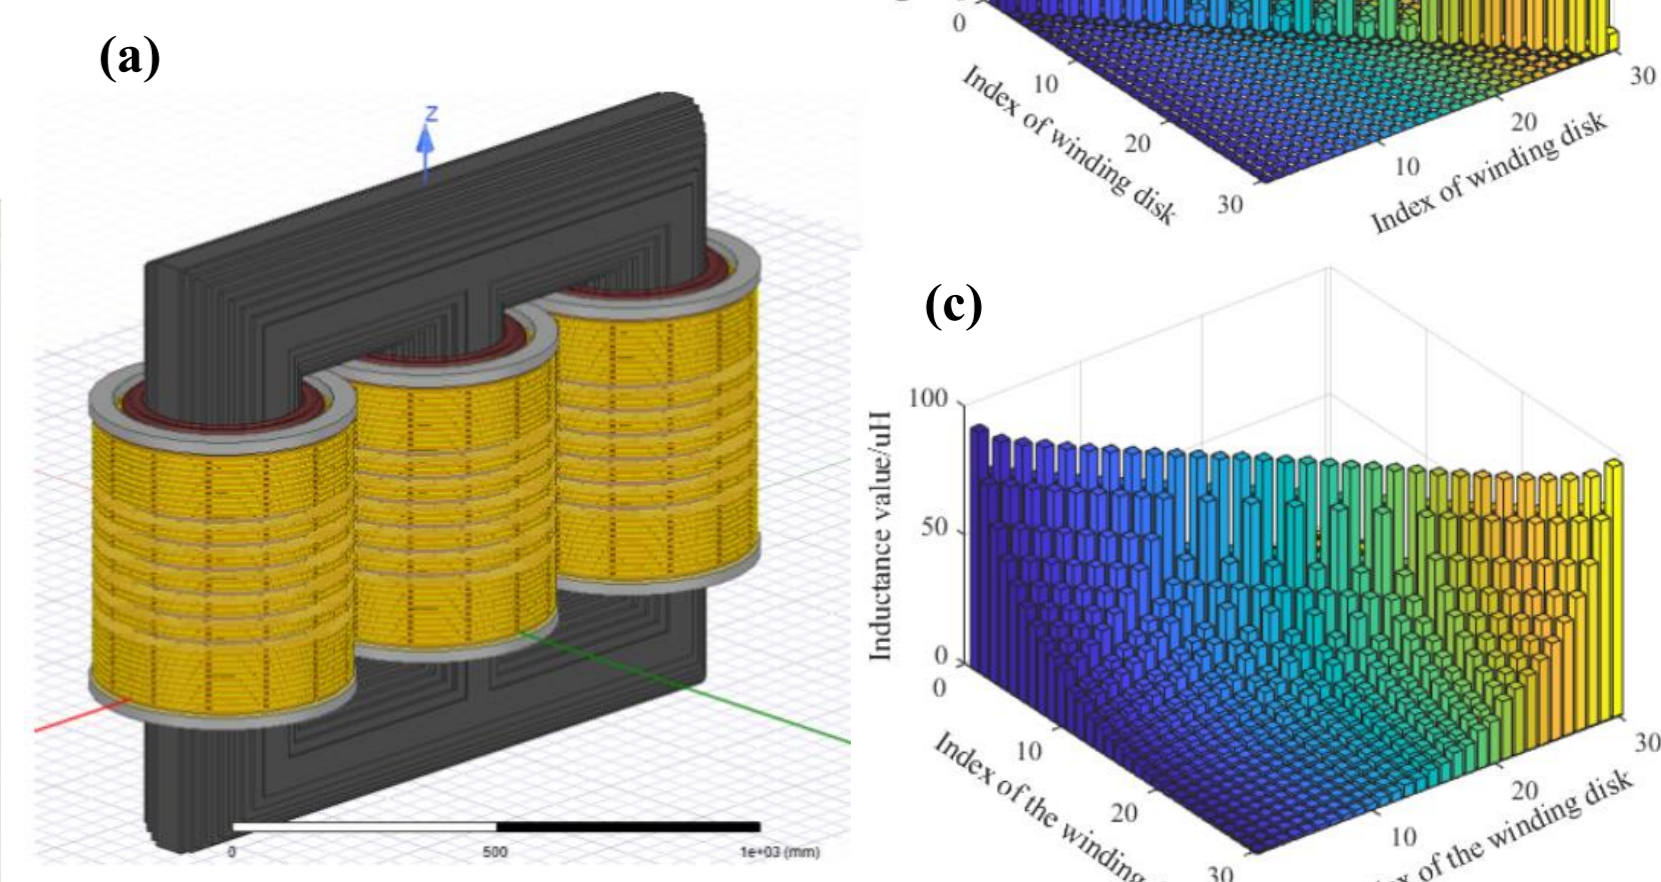 (a)
Z
0
500
1e+03 (mm)
0
10
20
30
Index of winding disk
10
20
30
Index of winding disk
(c)
100
50
0
Inductance value/uH
0
10
20
30
Index of the winding
10
20
30
of the winding disk